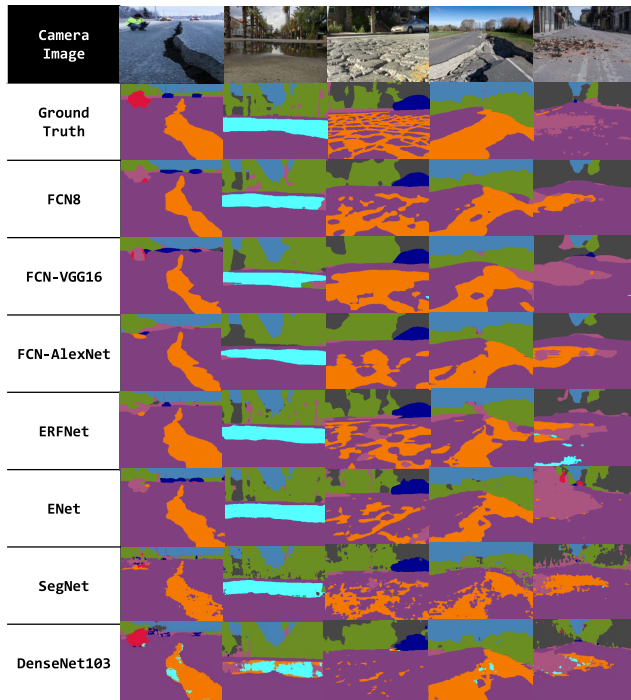 Camera
Image
Ground
Truth
FCN8
FCN-VGG16
FCN-AlexNet
ERFNet
ENet
SegNet
DenseNet103